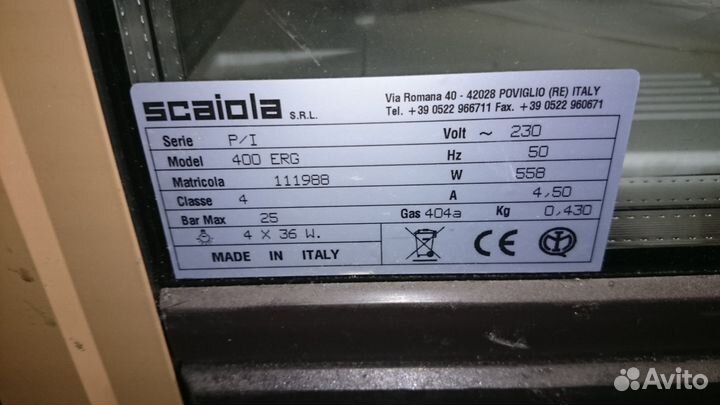 scaiola S.R.L.
Via Romana 40 - 42028 POVIGLIO (RE) ITALY
Tel. +39 0522 966711 Fax. +39 0522 960671
Serie P/I Volt ~ 230
Model 400 ERG Hz 50
Matricola 111988 W 558
Classe 4 A 4,50
Bar Max 25 Gas 404a Kg 0,430
4 X 36 W.
MADE IN ITALY CE
Avito